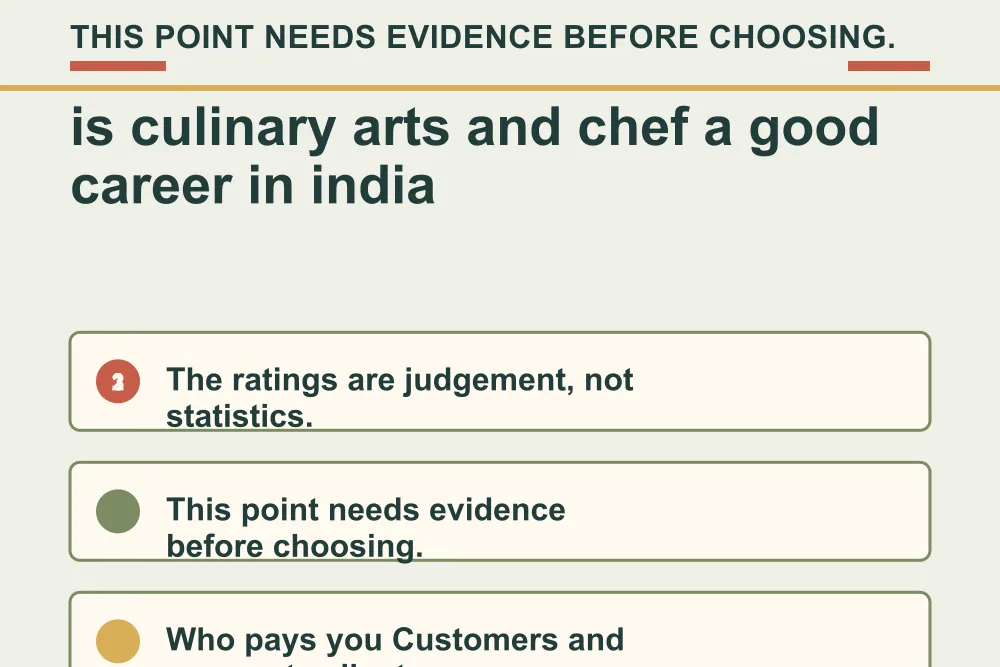 THIS POINT NEEDS EVIDENCE BEFORE CHOOSING.
is culinary arts and chef a good
career in india
The ratings are judgement, not
statistics.
This point needs evidence
before choosing.
Who pays you Customers and